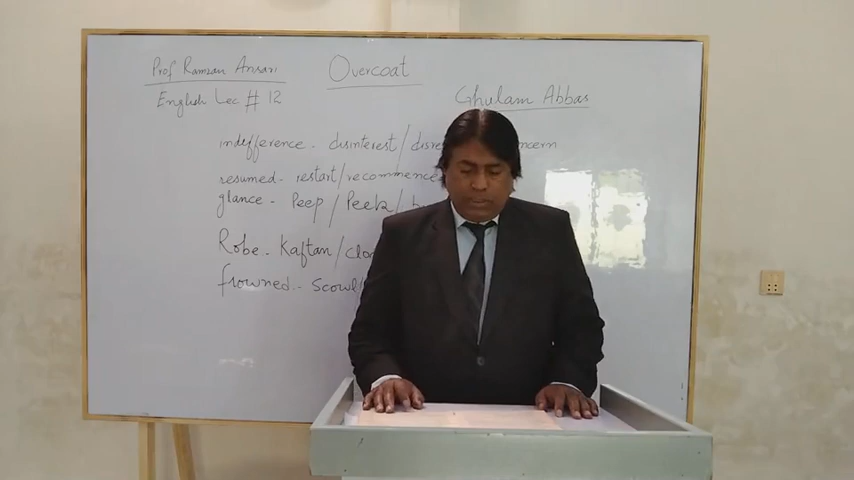 Prof Ramzan Ansari
Overcoat
English Lec # 12
Ghulam Abbas
indifference - disinterest/
resumed - restart/recommence
glance - Peep / Peek /
Robe - Kaftan/
frowned - Scowl/